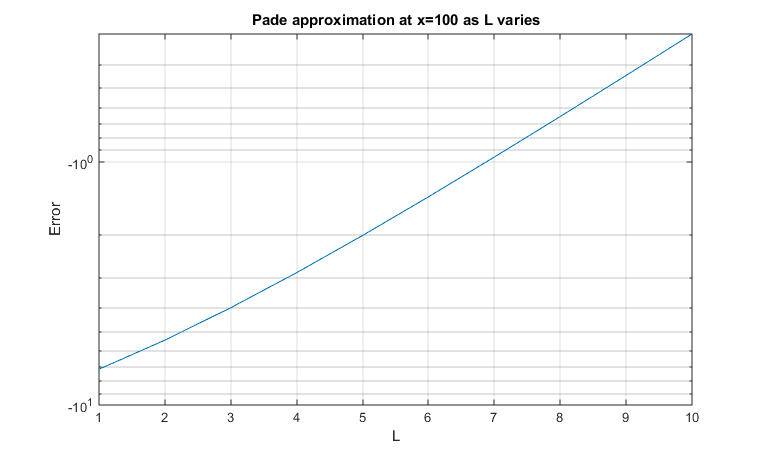 Pade approximation at x=100 as L varies
Error
-10^0
-10^1
1 2 3 4 5 6 7 8 9 10
L